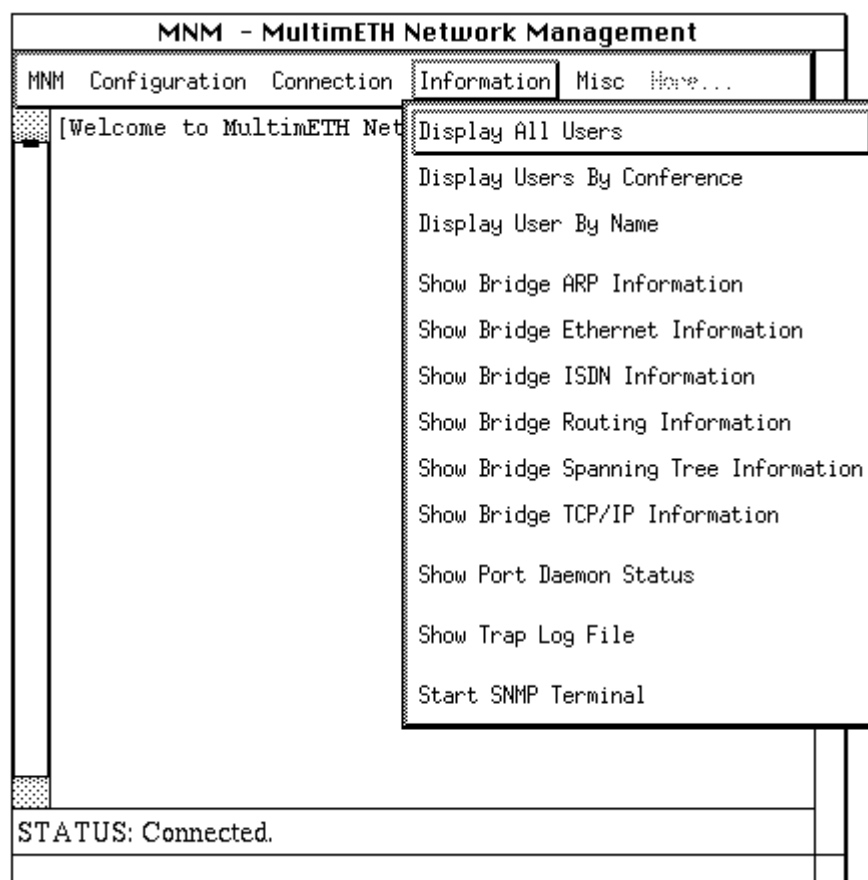 MNM - MultimETH Network Management
MNM Configuration Connection Information Misc More...
[Welcome to MultimETH Net
Display All Users
Display Users By Conference
Display User By Name
Show Bridge ARP Information
Show Bridge Ethernet Information
Show Bridge ISDN Information
Show Bridge Routing Information
Show Bridge Spanning Tree Information
Show Bridge TCP/IP Information
Show Port Daemon Status
Show Trap Log File
Start SNMP Terminal
STATUS: Connected.